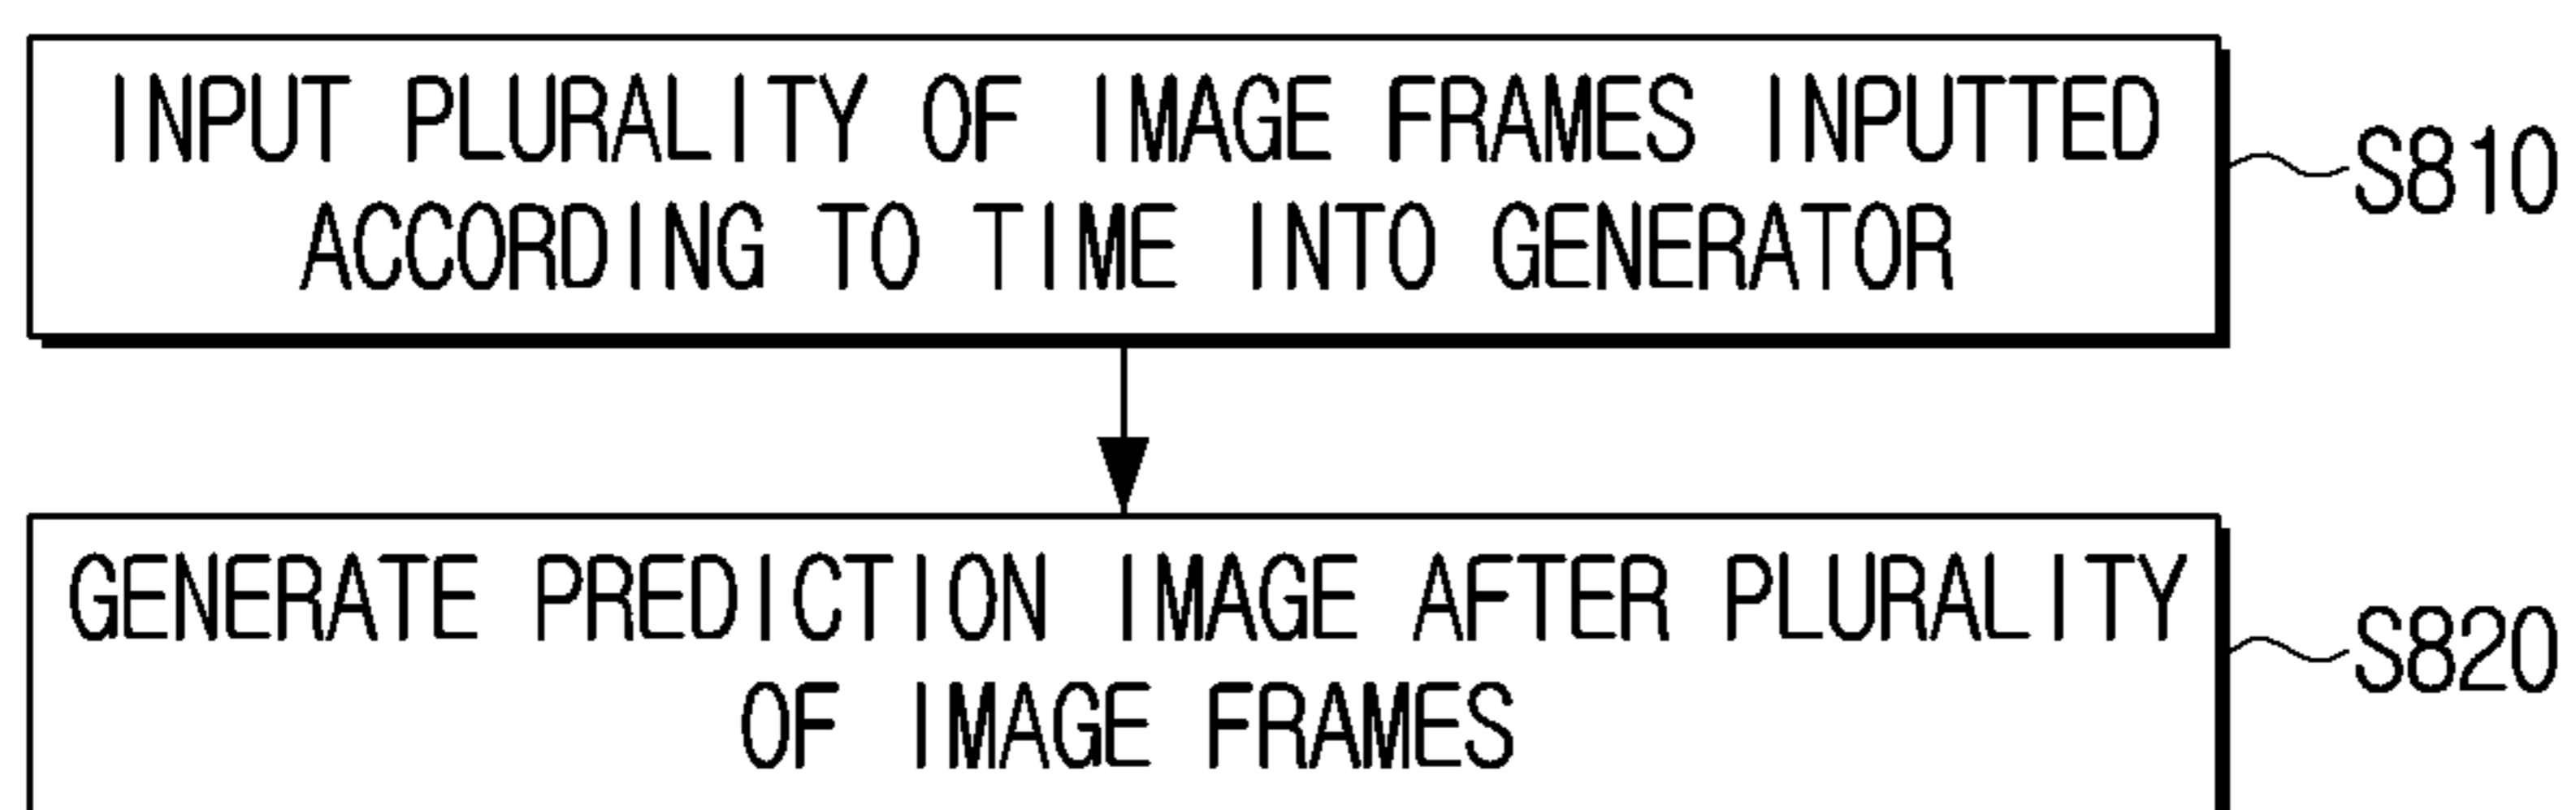 INPUT PLURALITY OF IMAGE FRAMES INPUTTED
ACCORDING TO TIME INTO GENERATOR
S810
GENERATE PREDICTION IMAGE AFTER PLURALITY
OF IMAGE FRAMES
S820